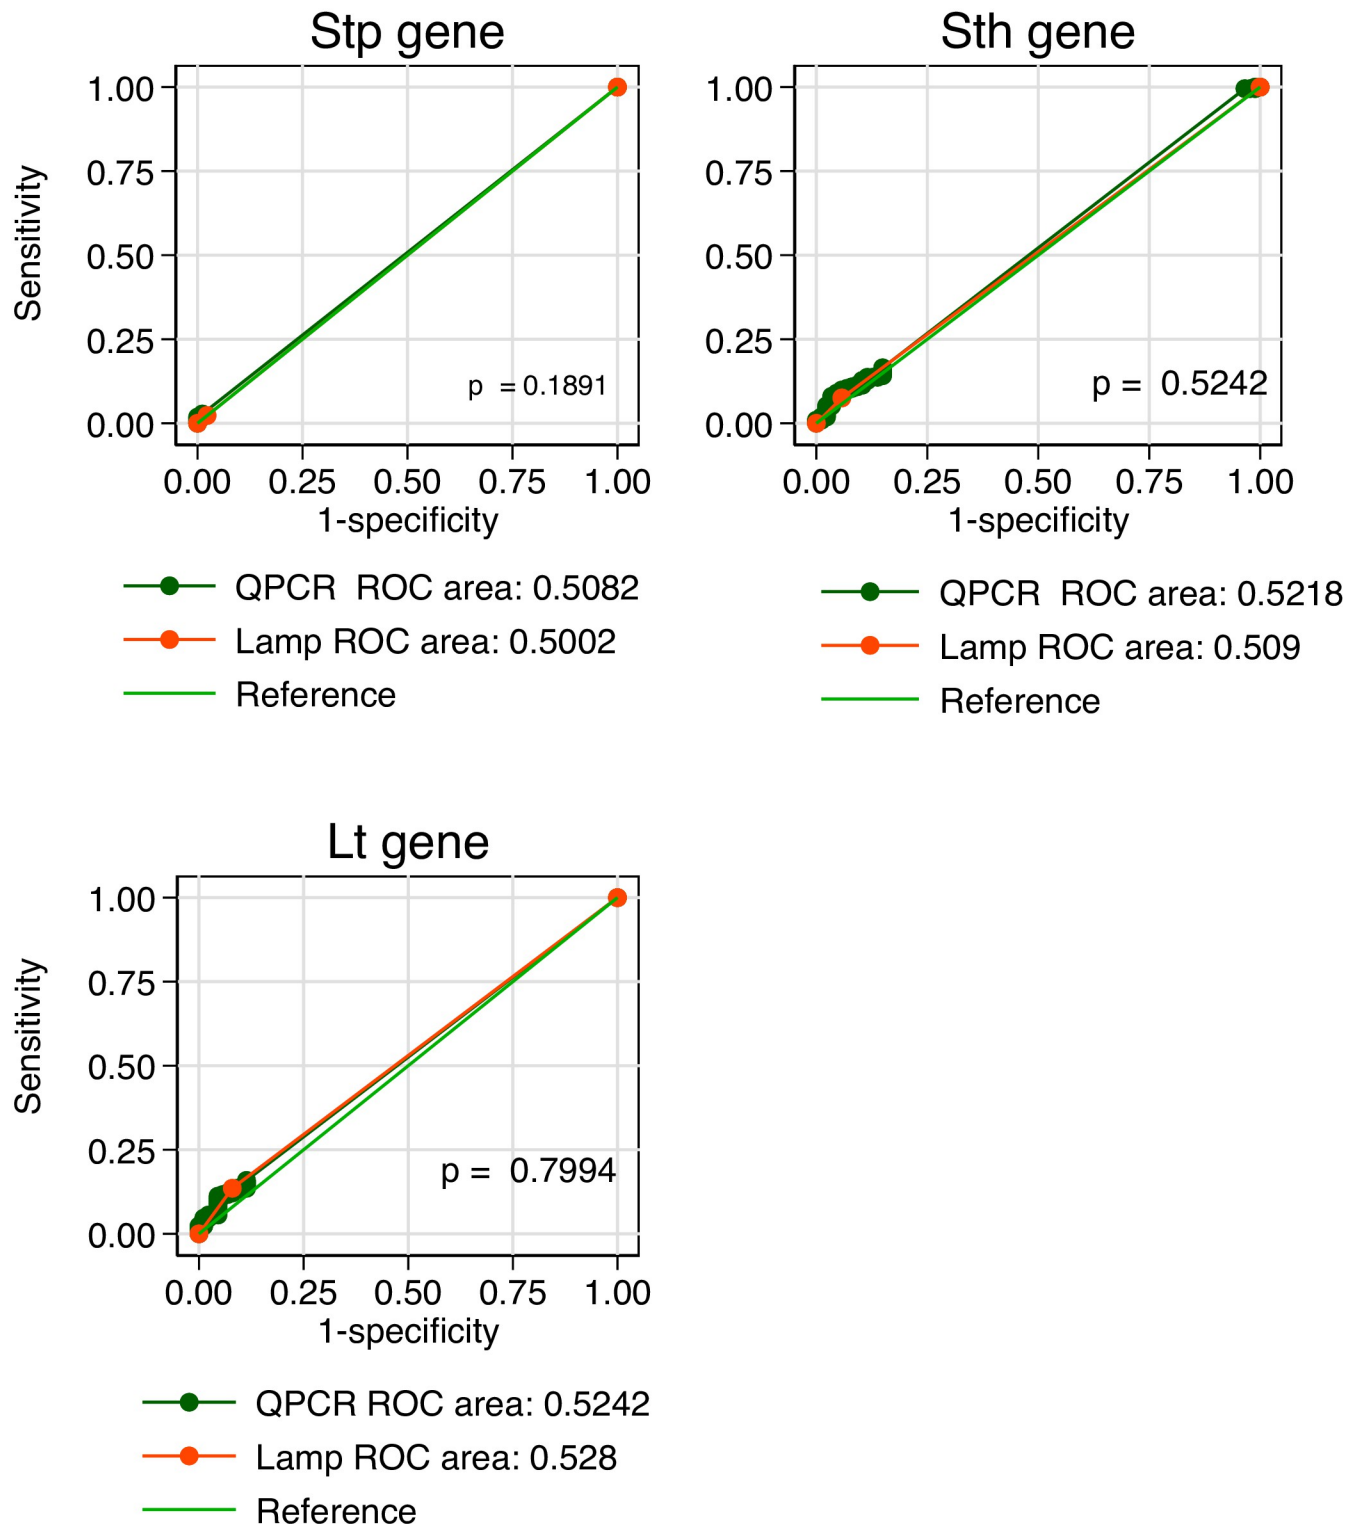 Stp gene
Sensitivity
1.00
0.75
0.50
0.25
0.00
p = 0.1891
0.00 0.25 0.50 0.75 1.00
1-specificity
QPCR ROC area: 0.5082
Lamp ROC area: 0.5002
Reference
Sth gene
1.00
0.75
0.50
0.25
0.00
p = 0.5242
0.00 0.25 0.50 0.75 1.00
1-specificity
QPCR ROC area: 0.5218
Lamp ROC area: 0.509
Reference
Lt gene
Sensitivity
1.00
0.75
0.50
0.25
0.00
p = 0.7994
0.00 0.25 0.50 0.75 1.00
1-specificity
QPCR ROC area: 0.5242
Lamp ROC area: 0.528
Reference